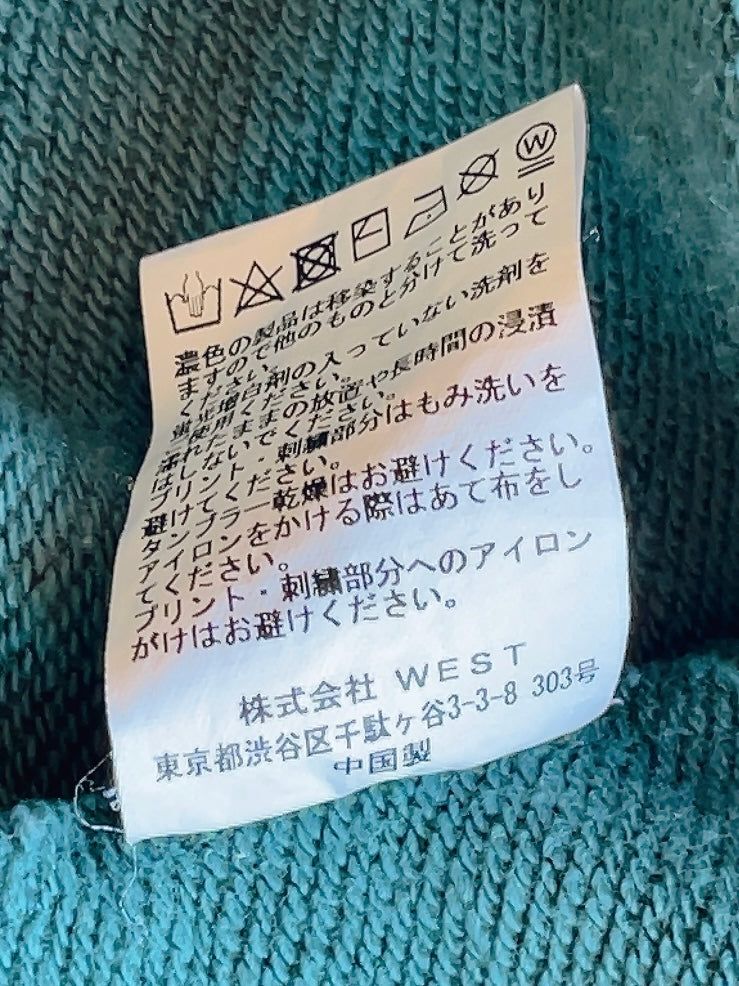 W
濃色の製品は移染することがあり
ますので他のものと分けて洗って
ください。
蛍光増白剤の入っていない洗剤を
ご使用ください。
濡れたままの放置や長時間の浸漬
はしないでください。
プリント・刺繍部分はもみ洗いを
避けてください。
タンブラー乾燥はお避けください。
アイロンをかける際はあて布をし
てください。
プリント・刺繍部分へのアイロン
がけはお避けください。
株式会社 WEST
東京都渋谷区千駄ヶ谷3-3-8 303号
中国製